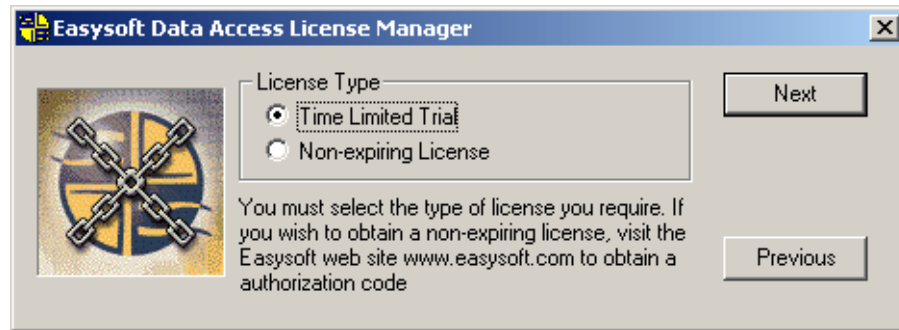 Easysoft Data Access License Manager
License Type
Time Limited Trial
Non-expiring License
Next
You must select the type of license you require. If
you wish to obtain a non-expiring license, visit the
Easysoft web site www.easysoft.com to obtain a
authorization code
Previous